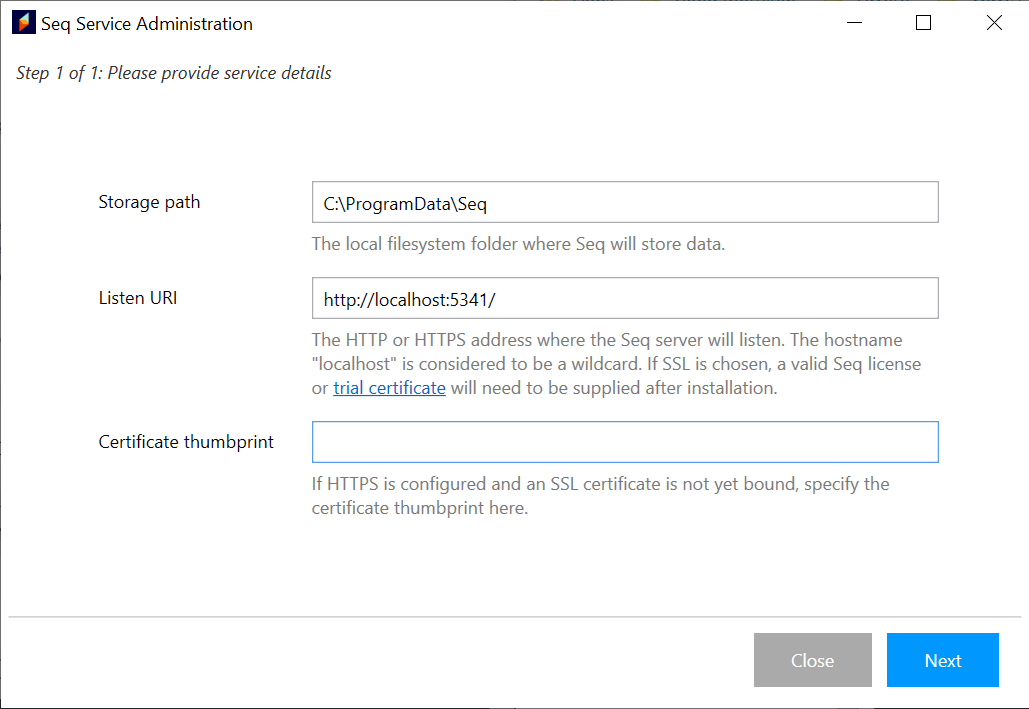 Seq Service Administration
Step 1 of 1: Please provide service details
Storage path
C:\ProgramData\Seq
The local filesystem folder where Seq will store data.
Listen URI
http://localhost:5341/
The HTTP or HTTPS address where the Seq server will listen. The hostname
"localhost" is considered to be a wildcard. If SSL is chosen, a valid Seq license
or trial certificate will need to be supplied after installation.
Certificate thumbprint
If HTTPS is configured and an SSL certificate is not yet bound, specify the
certificate thumbprint here.
Close
Next